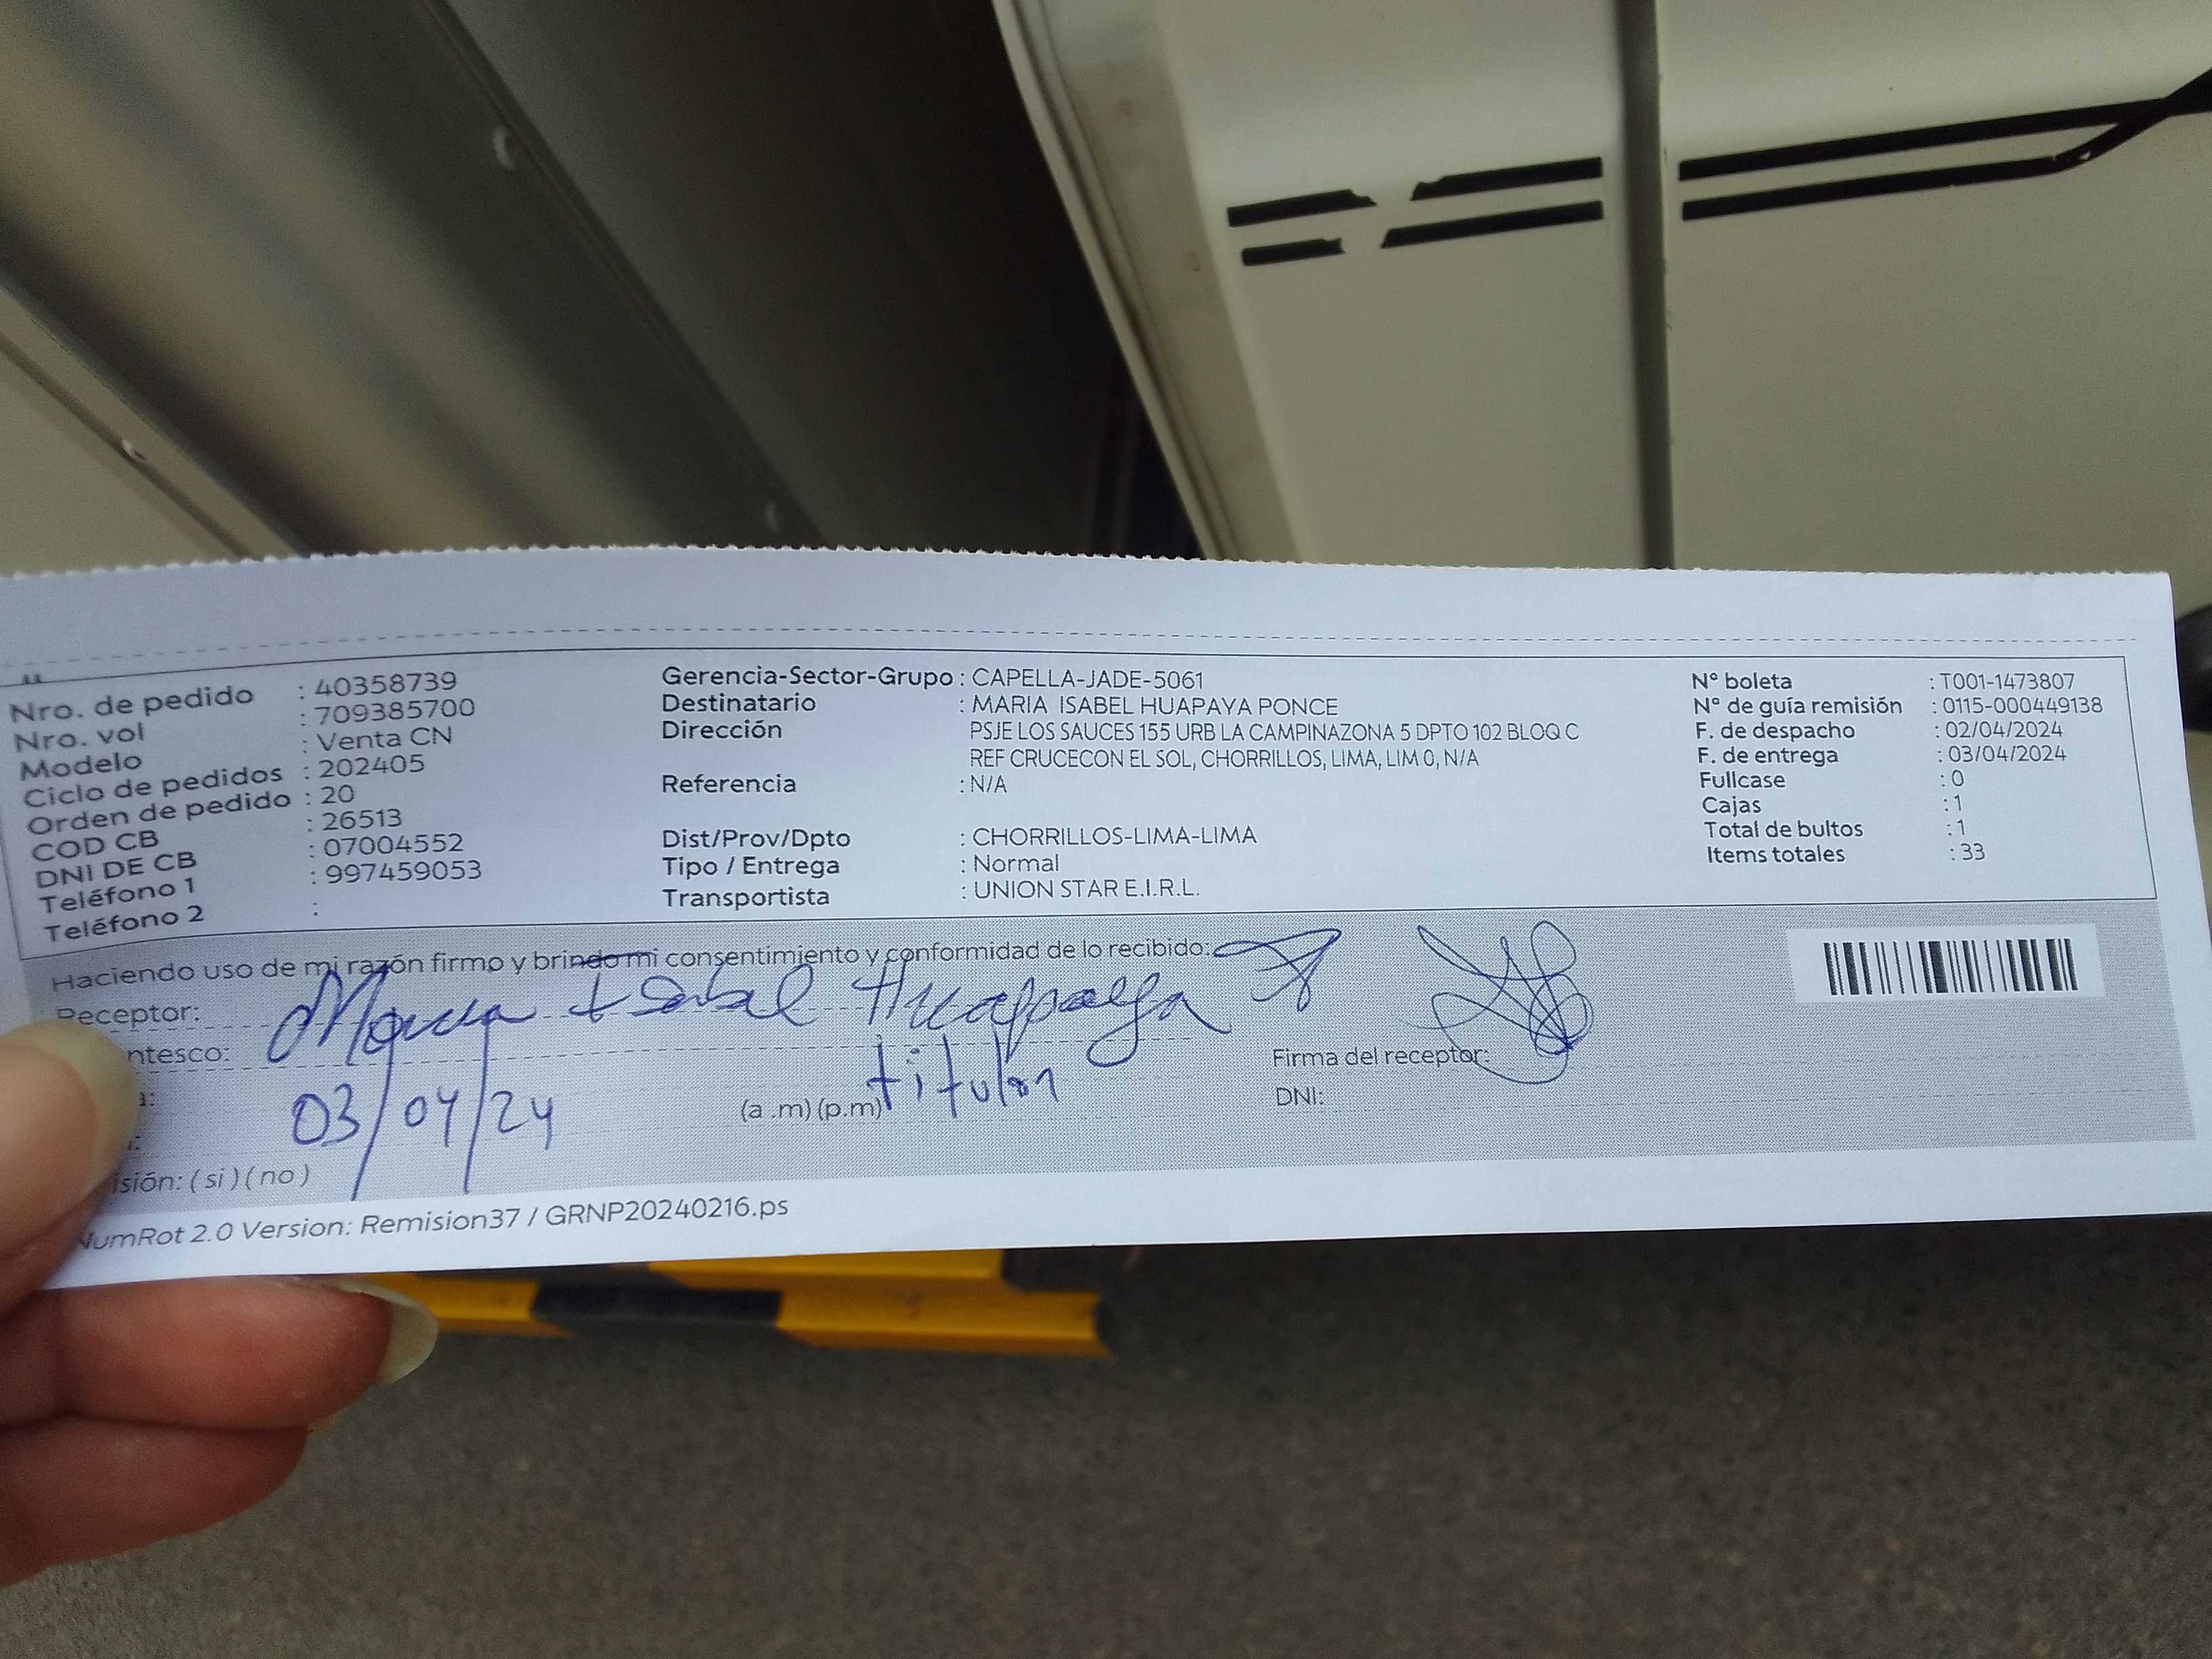 Nro. de pedido : 40358739
Nro. vol : 709385700
Modelo : Venta CN
Ciclo de pedidos : 202405
Orden de pedido : 20
COD CB : 26513
DNI DE CB : 07004552
Teléfono 1 : 997459053
Teléfono 2 :
Gerencia-Sector-Grupo : CAPELLA-JADE-5061
Destinatario : MARIA ISABEL HUAPAYA PONCE
Dirección PSJE LOS SAUCES 155 URB LA CAMPINAZONA 5 DPTO 102 BLOQ C
REF CRUCECON EL SOL, CHORRILLOS, LIMA, LIM 0, N/A
Referencia : N/A
Dist/Prov/Dpto : CHORRILLOS-LIMA-LIMA
Tipo / Entrega : Normal
Transportista : UNION STAR E.I.R.L.
N° boleta : T001-1473807
N° de guía remisión : 0115-000449138
F. de despacho : 02/04/2024
F. de entrega : 03/04/2024
Fullcase : 0
Cajas : 1
Total de bultos : 1
Items totales : 33
Haciendo uso de mi razón firmo y brindo mi consentimiento y conformidad de lo recibido:
Receptor: Maria Isabel Huapaya P
ntesco: titular
a: 03/04/24
(a .m) (p.m)
Firma del receptor:
DNI:
isión: ( si ) ( no )
NumRot 2.0 Version: Remision37 / GRNP20240216.ps